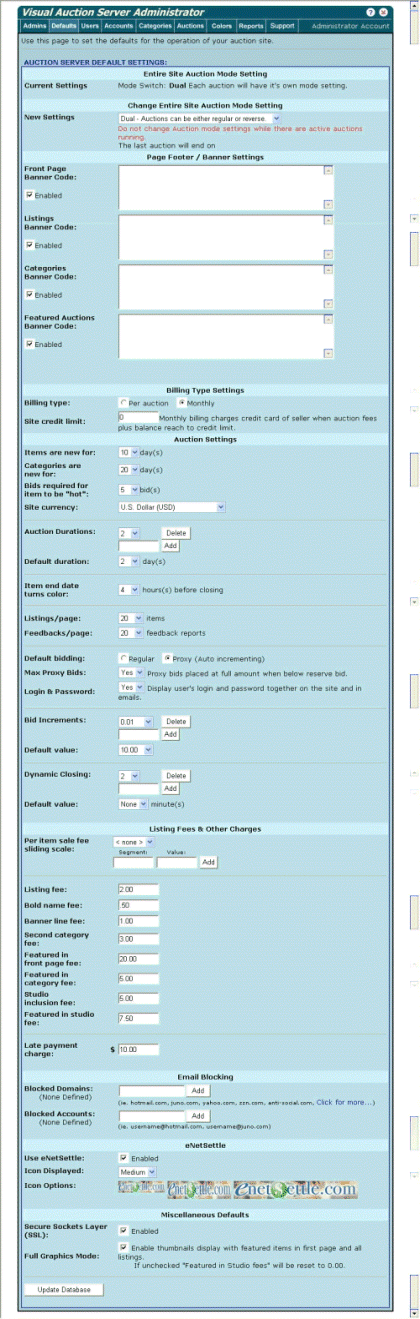 Visual Auction Server Administrator
Admins Defaults Users Accounts Categories Auctions Colors Reports Support Administrator Account
Use this page to set the defaults for the operation of your auction site.
AUCTION SERVER DEFAULT SETTINGS:
Entire Site Auction Mode Setting
Current Settings Mode Switch: Dual Each auction will have it's own mode setting.
Change Entire Site Auction Mode Setting
New Settings Dual - Auctions can be either regular or reverse.
Do not change Auction mode settings while there are active auctions
running.
The last auction will end on
Page Footer / Banner Settings
Front Page
Banner Code:
Enabled
Listings
Banner Code:
Enabled
Categories
Banner Code:
Enabled
Featured Auctions
Banner Code:
Enabled
Billing Type Settings
Billing type: Per auction Monthly
Site credit limit: 0 Monthly billing charges credit card of seller when auction fees
plus balance reach to credit limit.
Auction Settings
Items are new for: 10 day(s)
Categories are
new for: 20 day(s)
Bids required for
item to be "hot": 5 bid(s)
Site currency: U.S. Dollar (USD)
Auction Durations: 2 Delete
Add
Default duration: 2 day(s)
Item end date
turns color: 4 hours(s) before closing
Listings/page: 20 items
Feedbacks/page: 20 feedback reports
Default bidding: Regular Proxy (Auto incrementing)
Max Proxy Bids: Yes Proxy bids placed at full amount when below reserve bid.
Login & Password: Yes Display user's login and password together on the site and in
emails.
Bid Increments: 0.01 Delete
Add
Default value: 10.00
Dynamic Closing: 2 Delete
Add
Default value: None minute(s)
Listing Fees & Other Charges
Per item sale fee
sliding scale: < none >
Segment: Value:
Add
Listing fee: 2.00
Bold name fee: .50
Banner line fee: 1.00
Second category
fee: 3.00
Featured in
front page fee: 20.00
Featured in
category fee: 5.00
Studio
inclusion fee: 5.00
Featured in studio
fee: 7.50
Late payment
charge: $ 10.00
Email Blocking
Blocked Domains: Add
(None Defined)
(ie. hotmail.com, juno.com, yahoo.com, zzn.com, anti-social.com, Click for more...)
Blocked Accounts: Add
(None Defined)
(ie. username@hotmail.com, username@juno.com)
eNetSettle
Use eNetSettle: Enabled
Icon Displayed: Medium
Icon Options: enetSettle.com enetSettle.com enetSettle.com
Miscellaneous Defaults
Secure Sockets Layer
(SSL): Enabled
Full Graphics Mode: Enable thumbnails display with featured items in first page and all
listings.
If unchecked "Featured in Studio fees" will be reset to 0.00.
Update Database